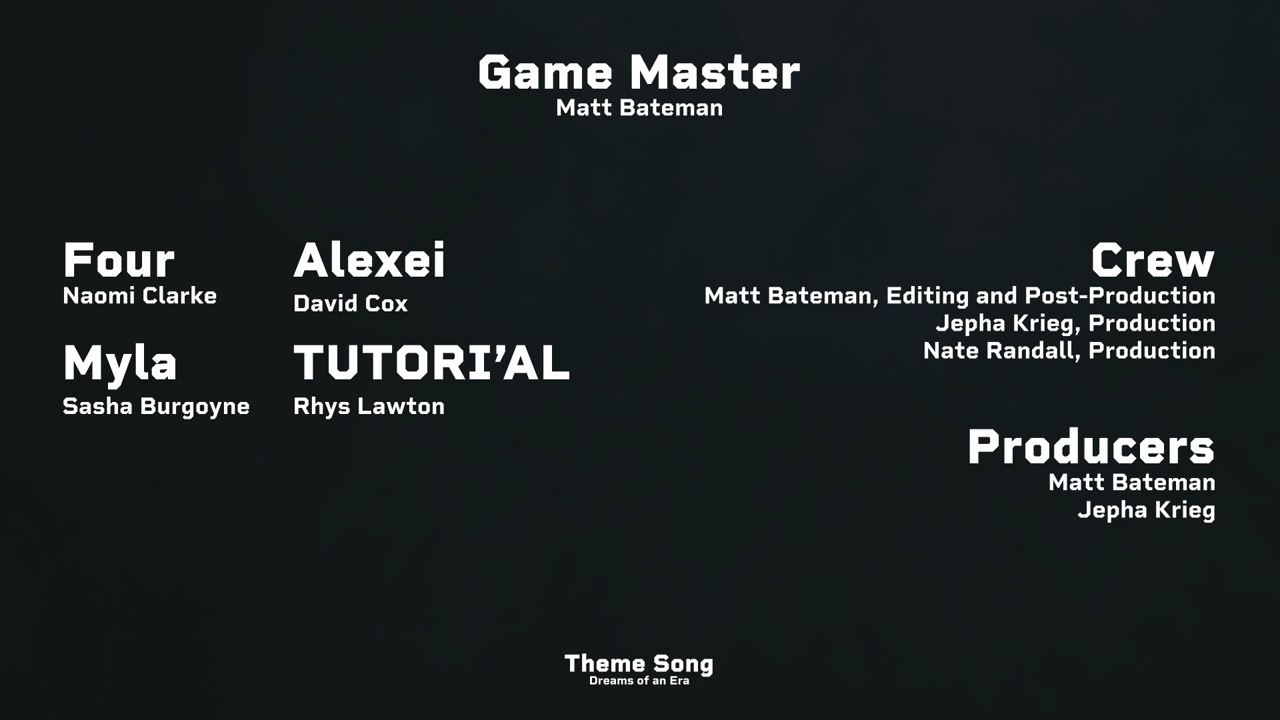 Game Master
Matt Bateman
Four
Naomi Clarke
Alexei
David Cox
Myla
Sasha Burgoyne
TUTORI’AL
Rhys Lawton
Crew
Matt Bateman, Editing and Post-Production
Jepha Krieg, Production
Nate Randall, Production
Producers
Matt Bateman
Jepha Krieg
Theme Song
Dreams of an Era